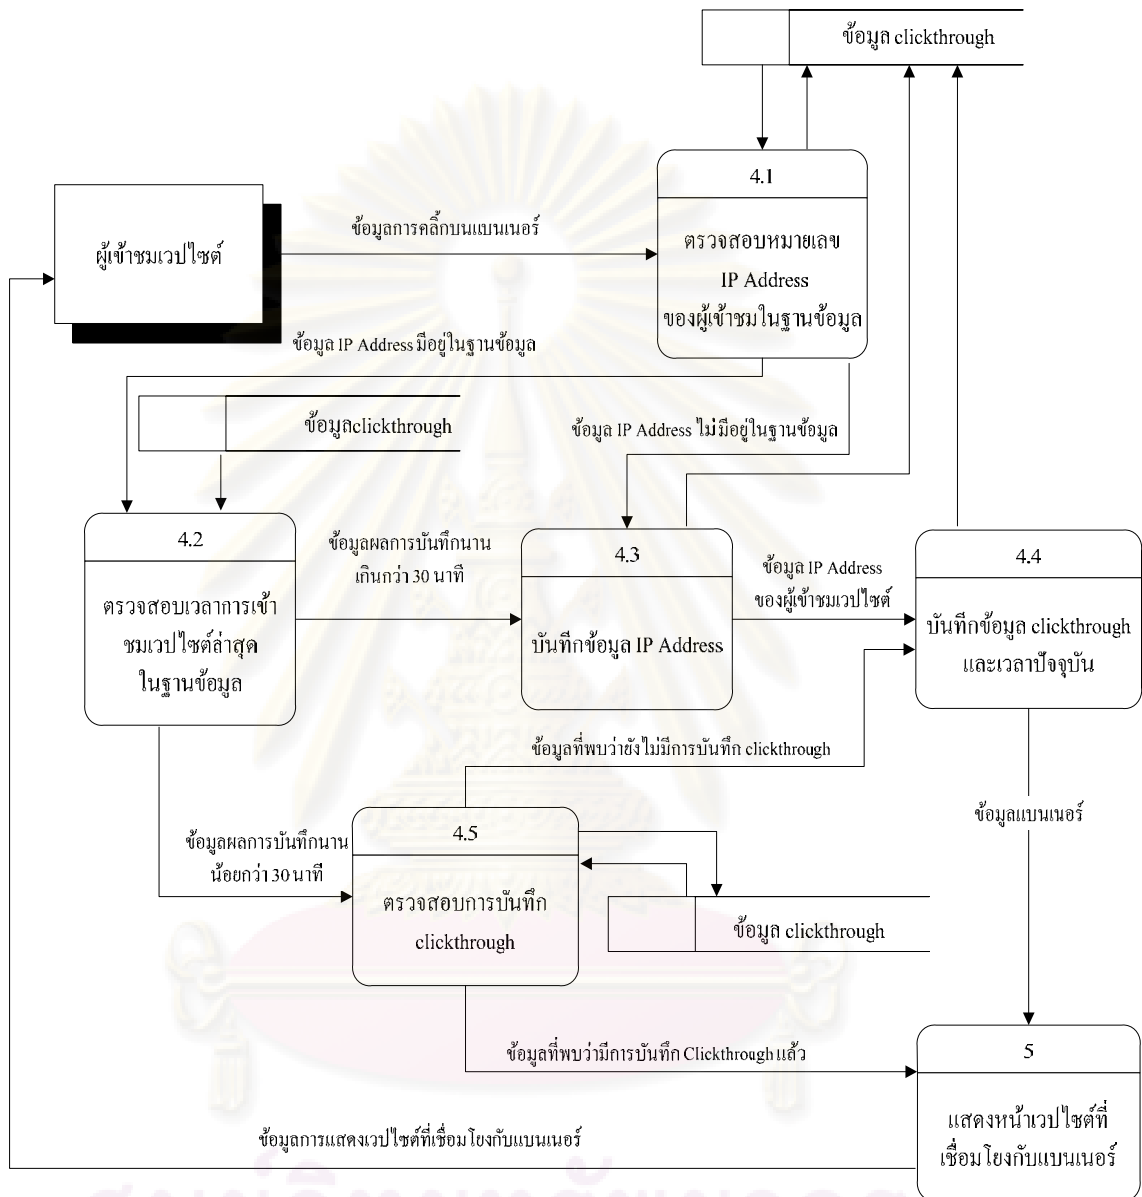 ข้อมูล clickthrough
4.1
ตรวจสอบหมายเลข
IP Address
ของผู้เข้าชมในฐานข้อมูล
ผู้เข้าชมเวปไซต์
ข้อมูลการคลิ๊กบนแบนเนอร์
ข้อมูล IP Address มีอยู่ในฐานข้อมูล
ข้อมูลclickthrough
ข้อมูล IP Address ไม่มีอยู่ในฐานข้อมูล
4.2
ตรวจสอบเวลาการเข้า
ชมเวปไซต์ล่าสุด
ในฐานข้อมูล
ข้อมูลผลการบันทึกนาน
เกินกว่า 30 นาที
4.3
บันทึกข้อมูล IP Address
ข้อมูล IP Address
ของผู้เข้าชมเวปไซต์
4.4
บันทึกข้อมูล clickthrough
และเวลาปัจจุบัน
ข้อมูลที่พบว่ายังไม่มีการบันทึก clickthrough
ข้อมูลผลการบันทึกนาน
น้อยกว่า 30 นาที
4.5
ตรวจสอบการบันทึก
clickthrough
ข้อมูล clickthrough
ข้อมูลแบนเนอร์
ข้อมูลที่พบว่ามีการบันทึก Clickthrough แล้ว
5
แสดงหน้าเวปไซต์ที่
เชื่อมโยงกับแบนเนอร์
ข้อมูลการแสดงเวปไซต์ที่เชื่อมโยงกับแบนเนอร์